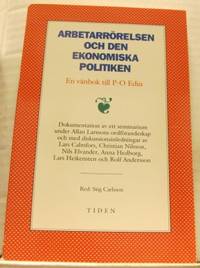 ARBETARRÖRELSEN
OCH DEN
EKONOMISKA
POLITIKEN
En vänbok till P-O Edin
Dokumentation av ett seminarium
under Allan Larssons ordförandeskap
och med diskussionsinledningar av
Lars Calmfors, Christian Nilsson,
Nils Elvander, Anna Hedborg,
Lars Heikensten och Rolf Andersson
Red: Stig Carlsson
TIDEN